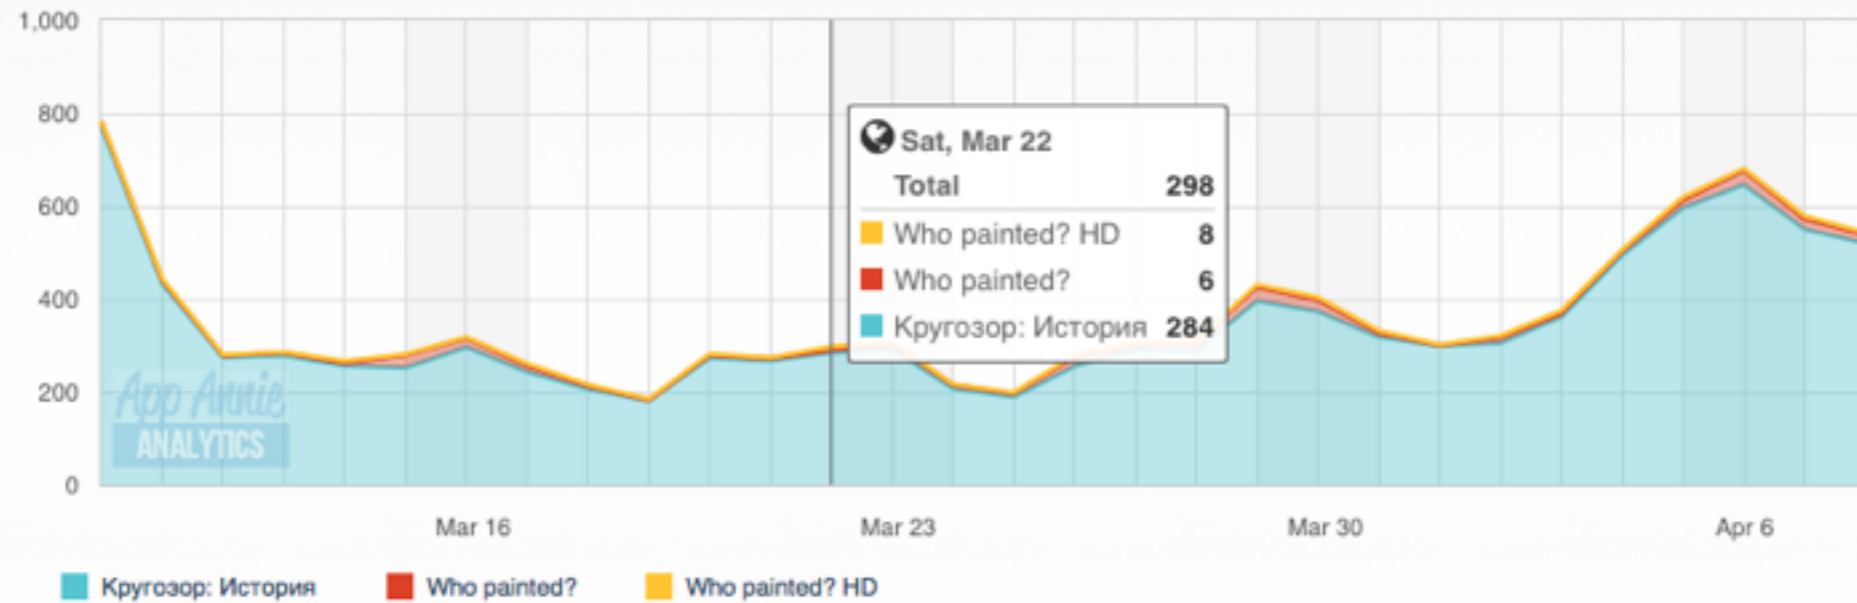 1,000
800
600
400
200
0
Sat, Mar 22
Total 298
Who painted? HD 8
Who painted? 6
Кругозор: История 284
App Annie
ANALYTICS
Mar 16 Mar 23 Mar 30 Apr 6
Кругозор: История Who painted? Who painted? HD